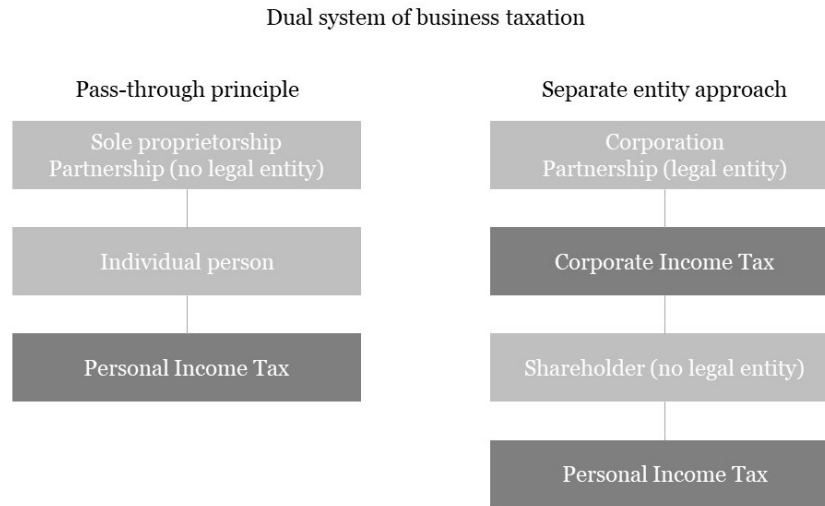 Dual system of business taxation
Pass-through principle
Sole proprietorship
Partnership (no legal entity)
Individual person
Personal Income Tax
Separate entity approach
Corporation
Partnership (legal entity)
Corporate Income Tax
Shareholder (no legal entity)
Personal Income Tax